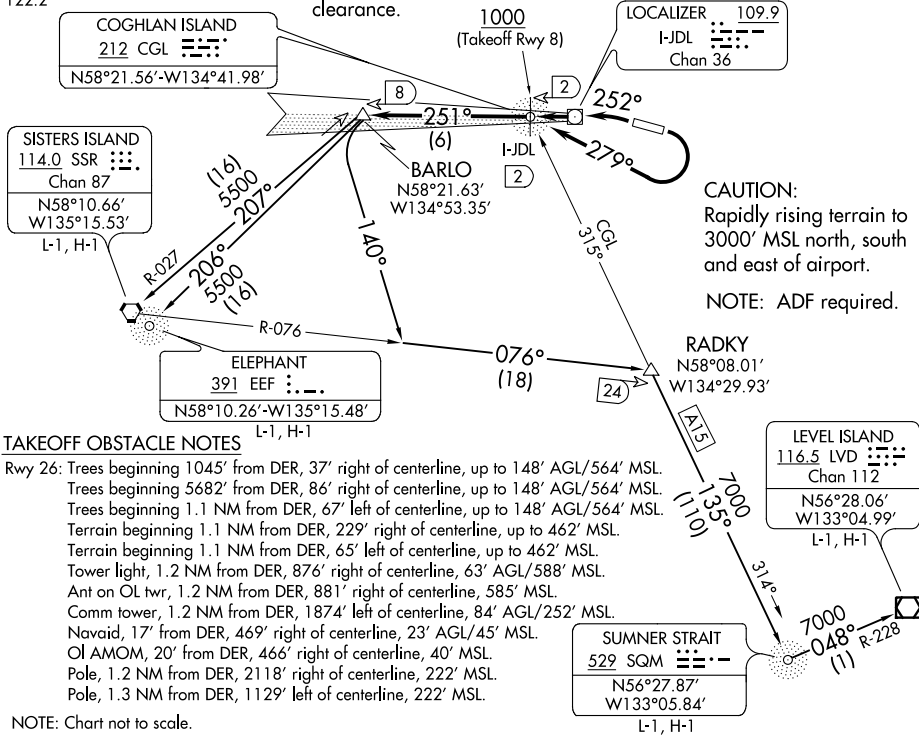 122.2
clearance.
COGHLAN ISLAND
212 CGL
N58°21.56'-W134°41.98'
1000
(Takeoff Rwy 8)
LOCALIZER 109.9
I-JDL
Chan 36
8
2
252°
251°
(6)
279°
I-JDL
2
BARLO
N58°21.63'
W134°53.35'
SISTERS ISLAND
114.0 SSR
Chan 87
N58°10.66'
W135°15.53'
L-1, H-1
(16)
5500
207°
R-027
206°
5500
(16)
140°
CGL
315°
CAUTION:
Rapidly rising terrain to
3000' MSL north, south
and east of airport.
NOTE: ADF required.
R-076
076°
(18)
RADKY
N58°08.01'
W134°29.93'
24
ELEPHANT
391 EEF
N58°10.26'-W135°15.48'
L-1, H-1
A15
7000
135°
(110)
314°
LEVEL ISLAND
116.5 LVD
Chan 112
N56°28.06'
W133°04.99'
L-1, H-1
TAKEOFF OBSTACLE NOTES
Rwy 26: Trees beginning 1045' from DER, 37' right of centerline, up to 148' AGL/564' MSL.
Trees beginning 5682' from DER, 86' right of centerline, up to 148' AGL/564' MSL.
Trees beginning 1.1 NM from DER, 67' left of centerline, up to 148' AGL/564' MSL.
Terrain beginning 1.1 NM from DER, 229' right of centerline, up to 462' MSL.
Terrain beginning 1.1 NM from DER, 65' left of centerline, up to 462' MSL.
Tower light, 1.2 NM from DER, 876' right of centerline, 63' AGL/588' MSL.
Ant on OL twr, 1.2 NM from DER, 881' right of centerline, 585' MSL.
Comm tower, 1.2 NM from DER, 1874' left of centerline, 84' AGL/252' MSL.
Navaid, 17' from DER, 469' right of centerline, 23' AGL/45' MSL.
Ol AMOM, 20' from DER, 466' right of centerline, 40' MSL.
Pole, 1.2 NM from DER, 2118' right of centerline, 222' MSL.
Pole, 1.3 NM from DER, 1129' left of centerline, 222' MSL.
7000
048°
(1)
R-228
SUMNER STRAIT
529 SQM
N56°27.87'
W133°05.84'
L-1, H-1
NOTE: Chart not to scale.